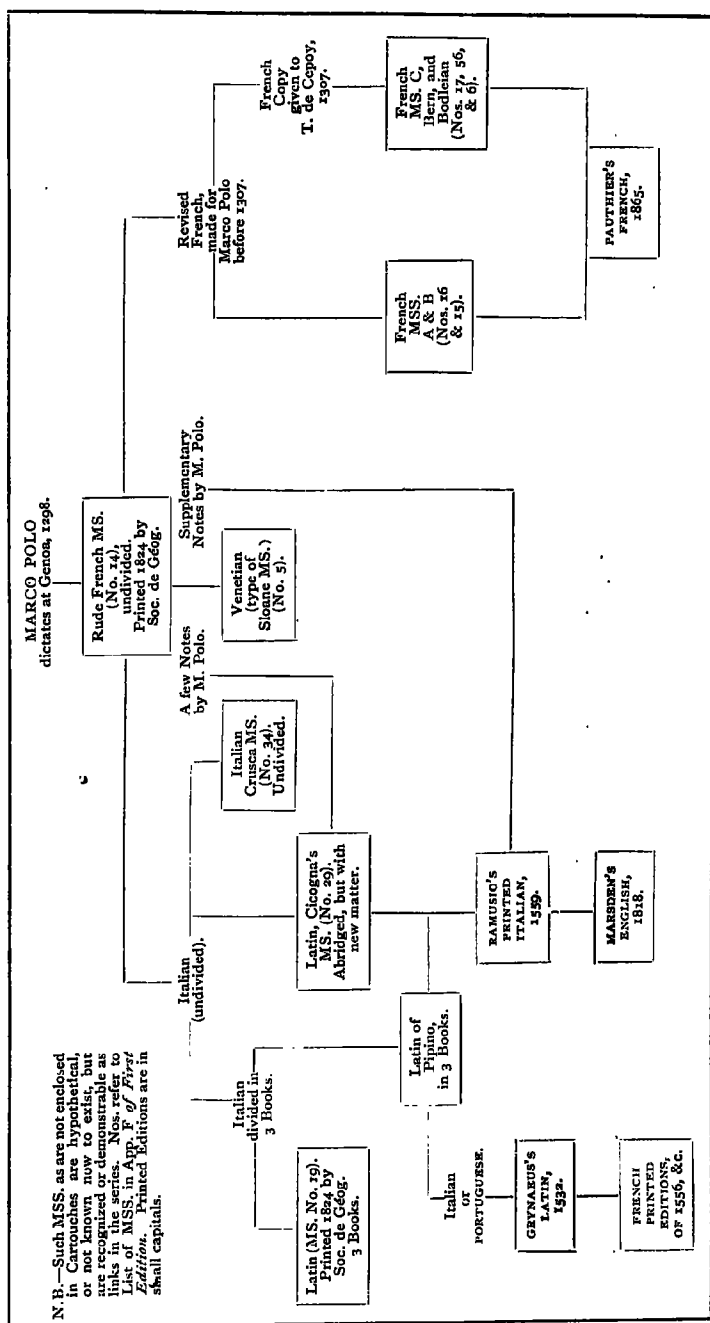 MARCO POLO
dictates at Genoa, 1298.
Rude French MS.
(No. 14),
undivided.
Printed 1824 by
Soc. de Géog.
N.B.—Such MSS. as are not enclosed
in Cartouches are hypothetical,
or not known now to exist, but
are recognized or demonstrable as
links in the series. Nos. refer to
List of MSS. in App. F of First
Edition. Printed Editions are in
small capitals.
Italian
(undivided).
A few Notes
by M. Polo.
Supplementary
Notes by M. Polo.
Revised
French,
made for
Marco Polo
before 1307.
Italian
Crusca MS.
(No. 34).
Undivided.
Venetian
(type of
Sloane MS.)
(No. 5).
French
Copy
given to
T. de Cepoy,
1307.
Italian
divided in
3 Books.
Latin, Cicogna's
MS. (No. 29).
Abridged, but with
new matter.
French
MSS.
A & B
(Nos. 16
& 15).
French
MS. C,
Bern, and
Bodleian
(Nos. 17, 56,
& 6).
Latin (MS. No. 19).
Printed 1824 by
Soc. de Géog.
3 Books.
Latin of
Pipino,
in 3 Books.
Italian
or
PORTUGUESE.
RAMUSIO'S
PRINTED
ITALIAN,
1559.
PAUTHIER'S
FRENCH,
1865.
GRYNAEUS'S
LATIN,
1532.
MARSDEN'S
ENGLISH,
1818.
FRENCH
PRINTED
EDITIONS,
OF 1556, &c.